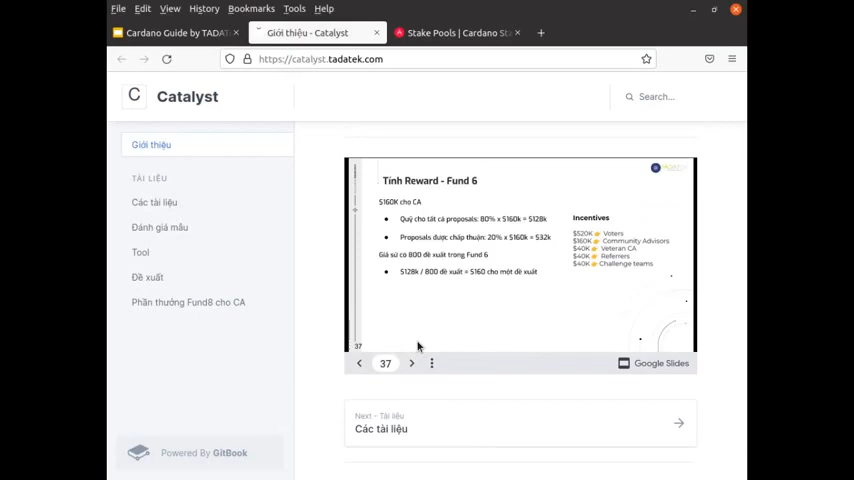 File Edit View History Bookmarks Tools Help
Cardano Guide by TADAT
Giới thiệu - Catalyst
Stake Pools | Cardano Sta
https://catalyst.tadatek.com
C Catalyst
Search...
Giới thiệu
TÀI LIỆU
Các tài liệu
Đánh giá mẫu
Tool
Đề xuất
Phần thưởng Fund8 cho CA
Powered By GitBook
Tính Reward - Fund 6
$160K cho CA
Quỹ cho tất cả proposals: 80% x $160k = $128k
Proposals được chấp thuận: 20% x $160k = $32k
Giả sử có 800 đề xuất trong Fund 6
$128k / 800 đề xuất = $160 cho một đề xuất
Incentives
$520K 👉 Voters
$160K 👉 Community Advisors
$40K 👉 Veteran CA
$40K 👉 Referrers
$40K 👉 Challenge teams
37
37
Google Slides
Next - Tài liệu
Các tài liệu